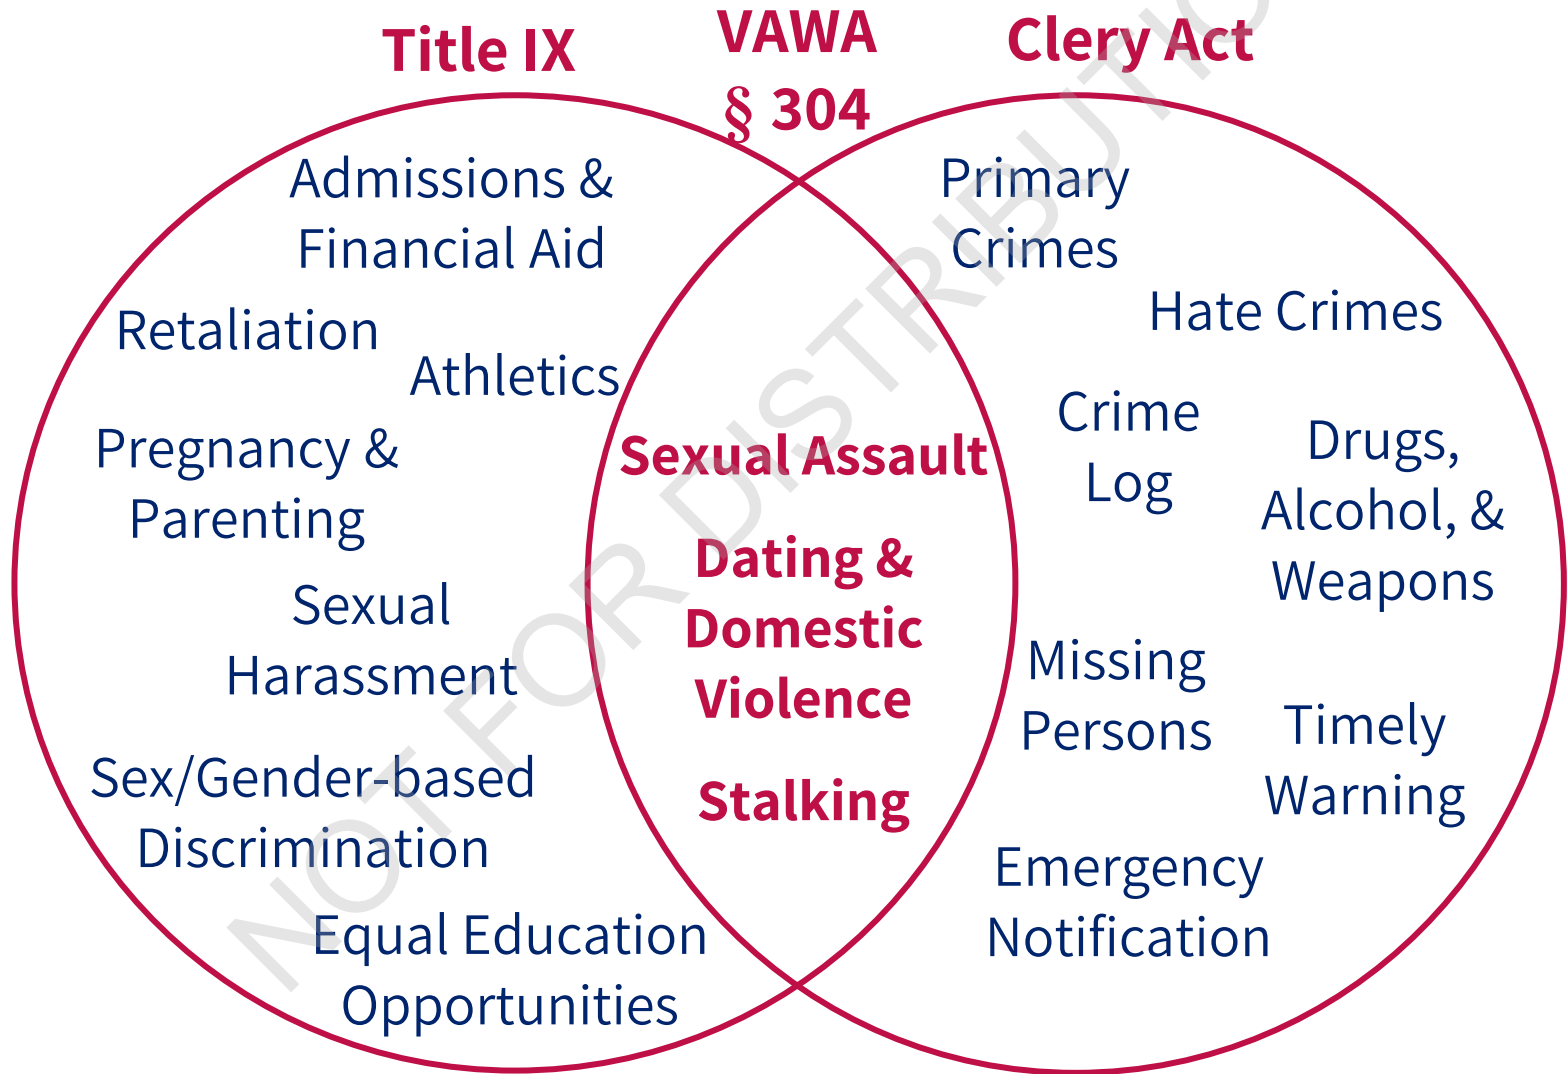 Title IX
VAWA
§ 304
Clery Act
Admissions &
Financial Aid
Retaliation
Athletics
Pregnancy &
Parenting
Sexual
Harassment
Sex/Gender-based
Discrimination
Equal Education
Opportunities
Sexual Assault
Dating &
Domestic
Violence
Stalking
Primary
Crimes
Hate Crimes
Crime
Log
Drugs,
Alcohol, &
Weapons
Missing
Persons
Timely
Warning
Emergency
Notification
NOT FOR DISTRIBUTIO